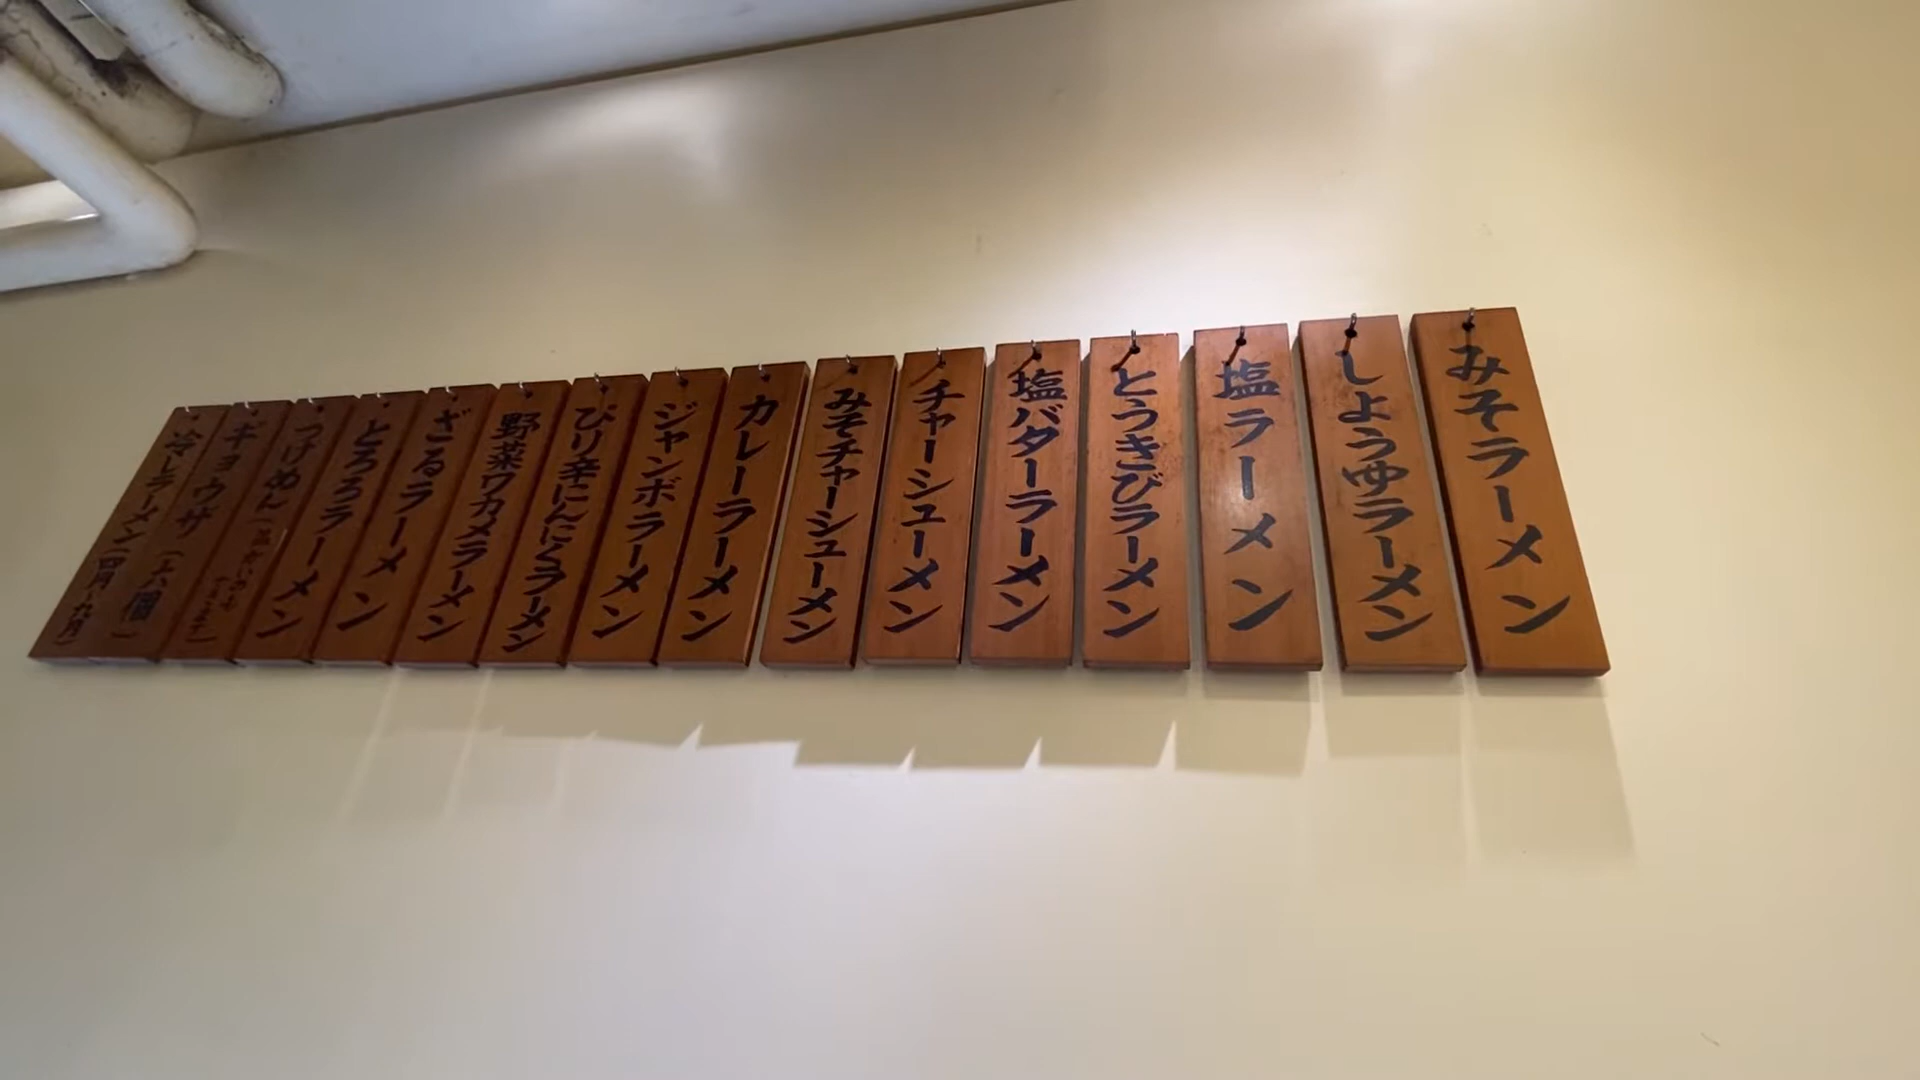 みそラーメン
しょうゆラーメン
塩ラーメン
とうきびラーメン
塩バターラーメン
チャーシューメン
みそチャーシューメン
カレーラーメン
ジャンボラーメン
ぴり辛にんにくラーメン
野菜ワカメラーメン
ざるラーメン
とろろラーメン
つけめん
ギョウザ
冷しラーメン(四月〜九月)